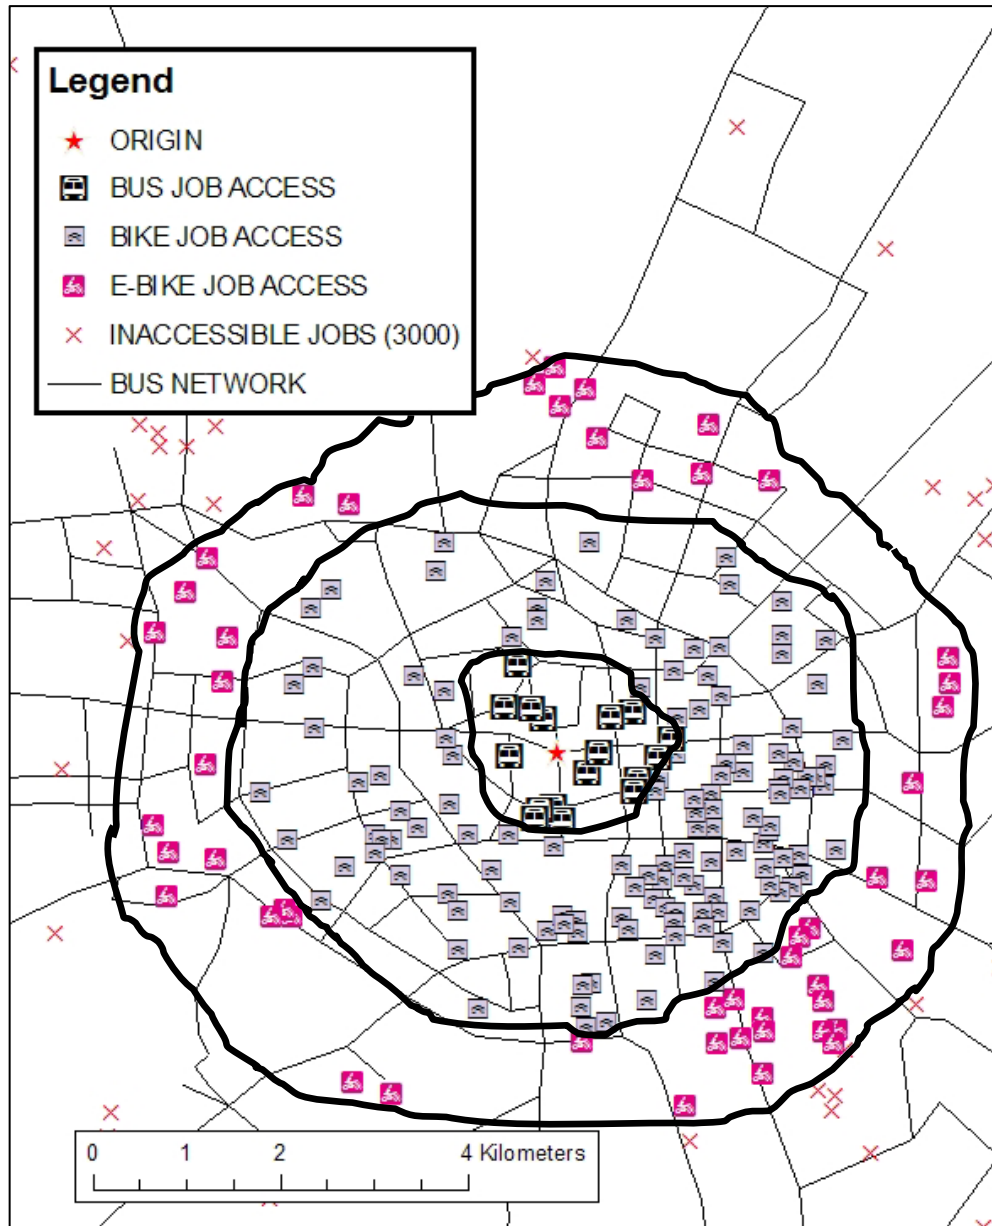 Legend
ORIGIN
BUS JOB ACCESS
BIKE JOB ACCESS
E-BIKE JOB ACCESS
INACCESSIBLE JOBS (3000)
BUS NETWORK
0 1 2 4 Kilometers